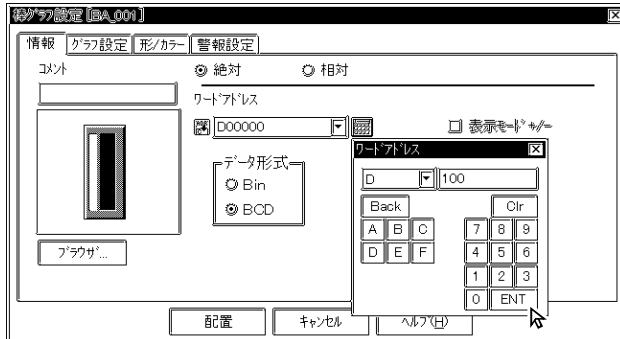 棒ｸﾞﾗﾌ設定 [BA_001]
情報 ｸﾞﾗﾌ設定 形/ｶﾗｰ 警報設定
ｺﾒﾝﾄ
絶対 相対
ﾜｰﾄﾞｱﾄﾞﾚｽ
D00000
表示ﾓｰﾄﾞ
ﾃﾞｰﾀ形式
Bin
BCD
ﾌﾞﾗｳｻﾞ...
ﾜｰﾄﾞｱﾄﾞﾚｽ
D 100
Back Clr
A B C 7 8 9
D E F 4 5 6
1 2 3
0 ENT
配置 ｷｬﾝｾﾙ ﾍﾙﾌﾟ(H)